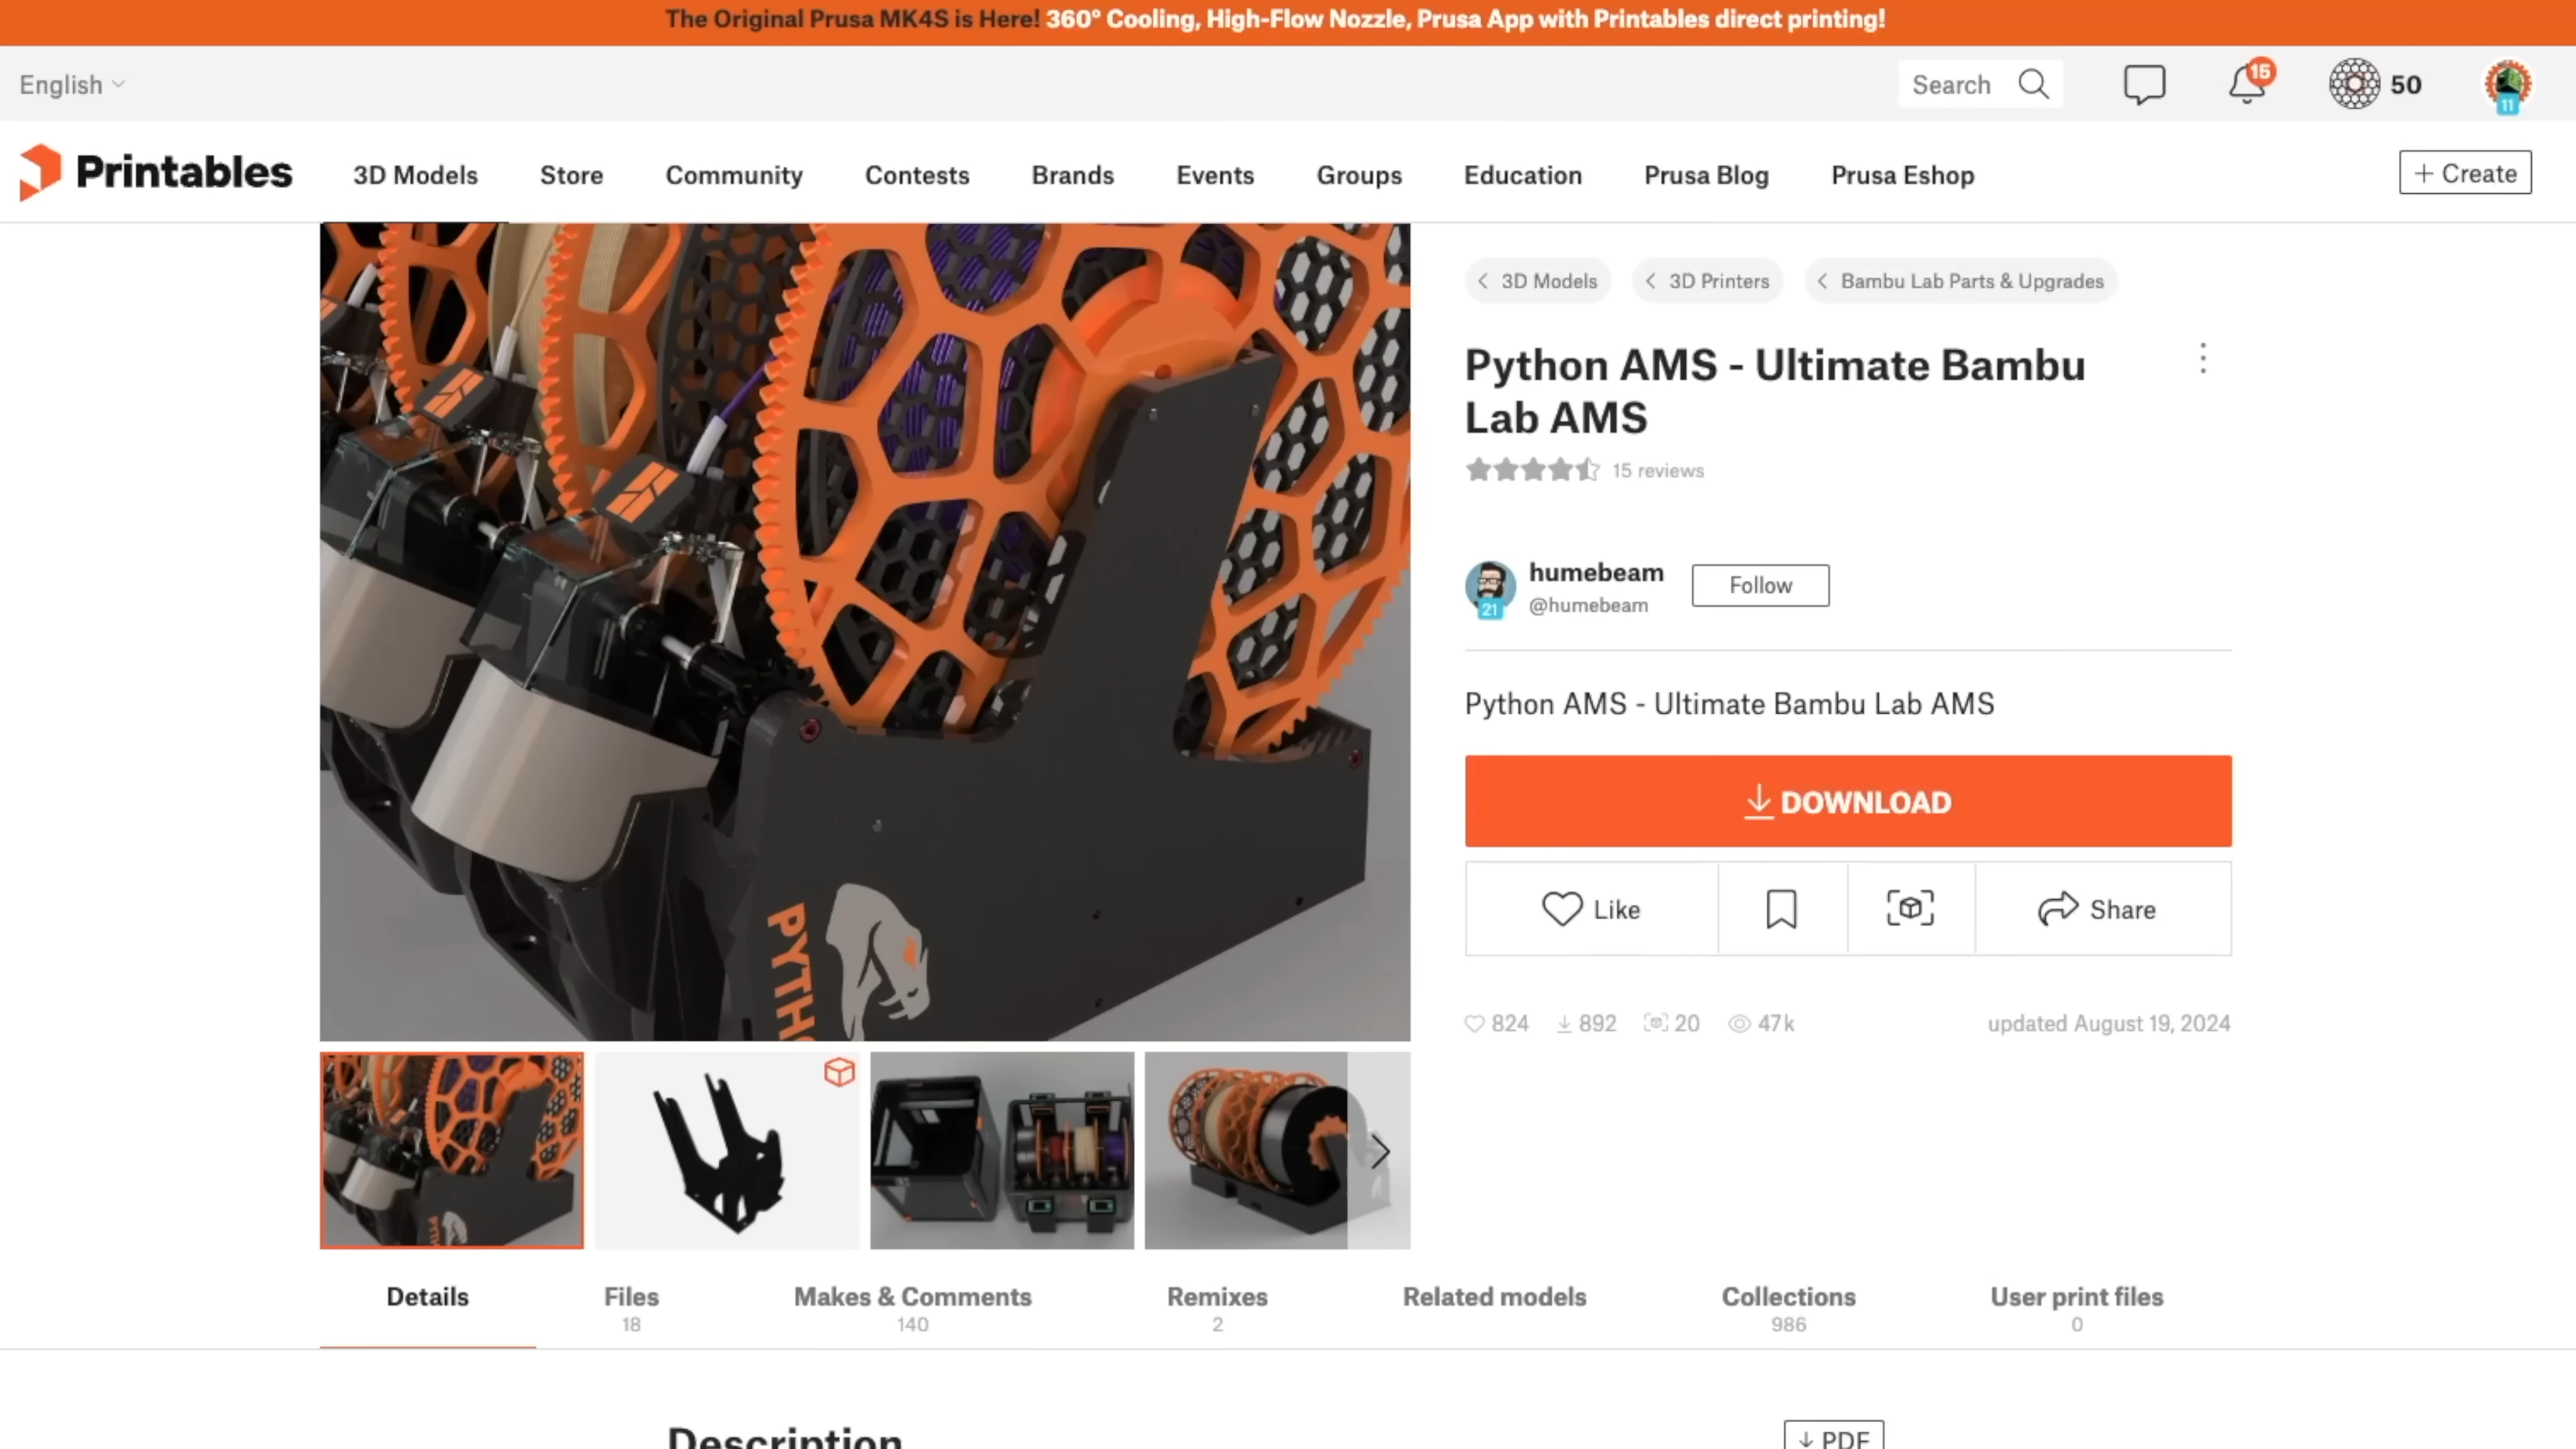 The Original Prusa MK4S is Here! 360° Cooling, High-Flow Nozzle, Prusa App with Printables direct printing!
English
Search
15
50
11
Printables
3D Models
Store
Community
Contests
Brands
Events
Groups
Education
Prusa Blog
Prusa Eshop
+ Create
3D Models
3D Printers
Bambu Lab Parts & Upgrades
Python AMS - Ultimate Bambu
Lab AMS
15 reviews
humebeam
@humebeam
21
Follow
Python AMS - Ultimate Bambu Lab AMS
DOWNLOAD
Like
Share
824
892
20
47k
updated August 19, 2024
PYTH
Details
Files
18
Makes & Comments
140
Remixes
2
Related models
Collections
986
User print files
0
Description
PDF